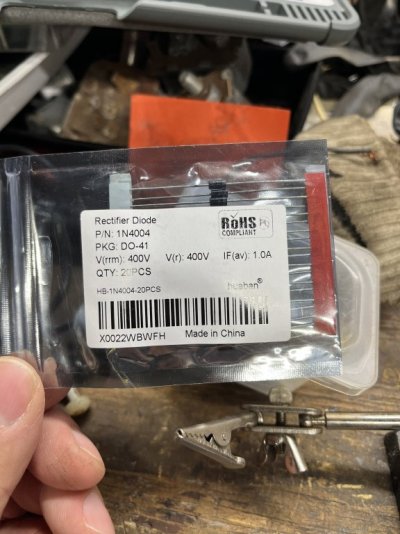 Rectifier Diode
P/N: 1N4004
PKG: DO-41
V(rrm): 400V V(r): 400V IF(av): 1.0A
QTY: 20PCS
RoHS
COMPLIANT
Pb
huaban®
HB-1N4004-20PCS
X0022WBWFH Made in China